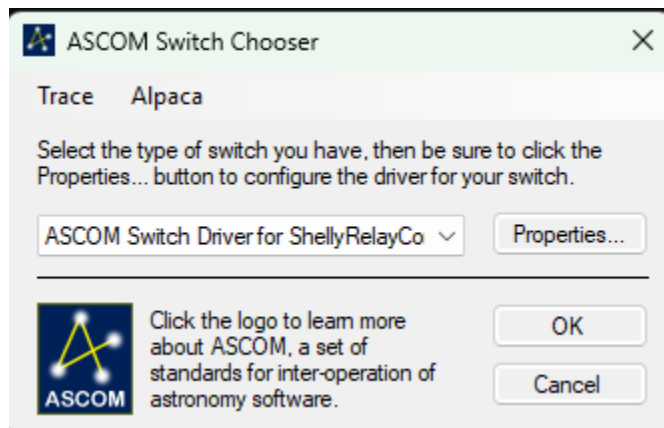 ASCOM Switch Chooser
Trace Alpaca
Select the type of switch you have, then be sure to click the
Properties... button to configure the driver for your switch.
ASCOM Switch Driver for ShellyRelayCo
Properties...
Click the logo to learn more
about ASCOM, a set of
standards for inter-operation of
astronomy software.
ASCOM
OK
Cancel